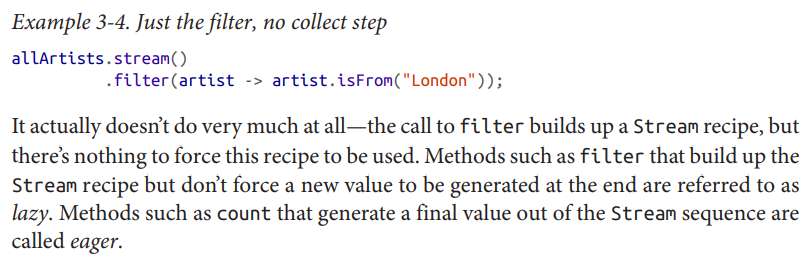 Example 3-4. Just the filter, no collect step
allArtists.stream()
.filter(artist -> artist.isFrom("London"));
It actually doesn’t do very much at all—the call to filter builds up a Stream recipe, but
there’s nothing to force this recipe to be used. Methods such as filter that build up the
Stream recipe but don’t force a new value to be generated at the end are referred to as
lazy. Methods such as count that generate a final value out of the Stream sequence are
called eager.